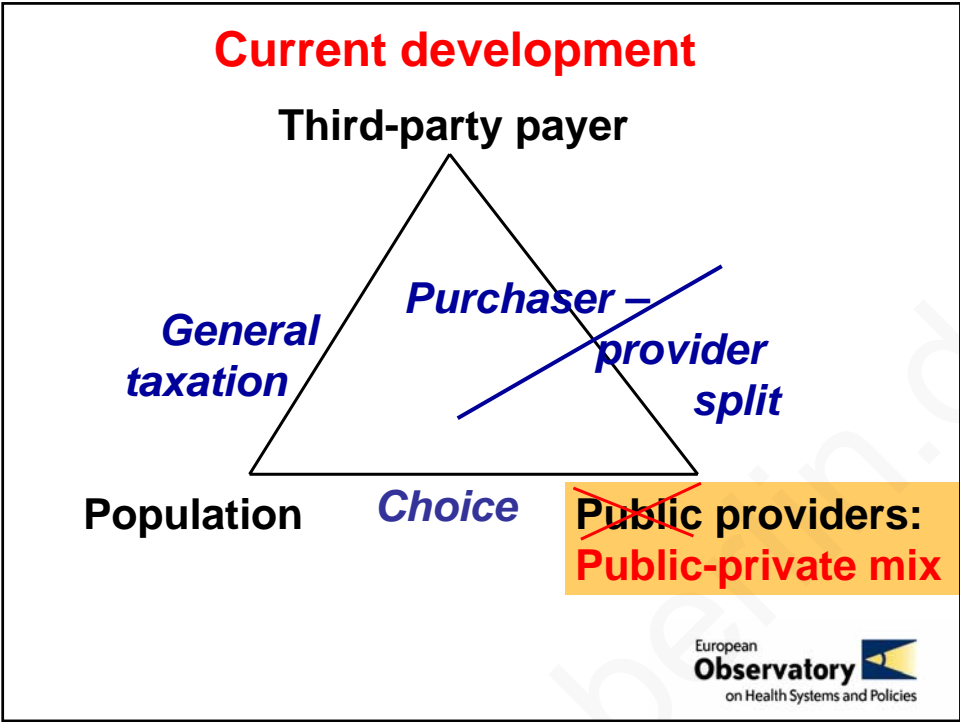 Current development
Third-party payer
Purchaser –
General
provider
taxation
split
Population
Choice
Public providers:
Public-private mix
European
Observatory
on Health Systems and Policies
berlin.d